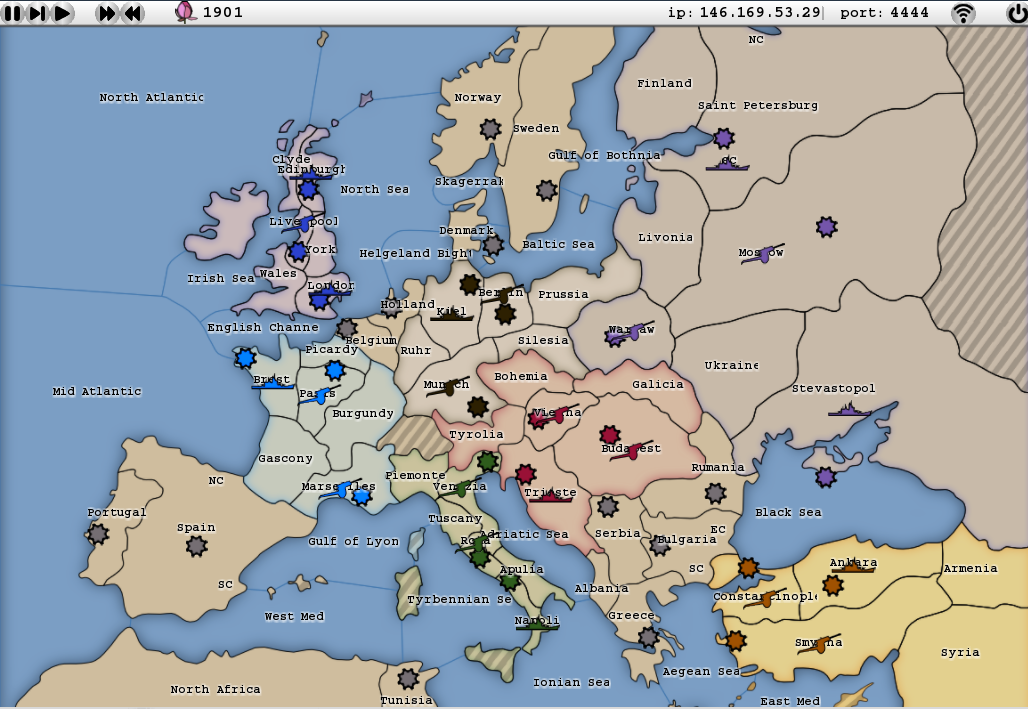 1901
ip: 146.169.53.29| port: 4444
NC
Finland
North Atlantic
Norway
Saint Petersburg
Sweden
Clyde
Gulf of Bothnia
SC
Edinburgh
Skagerrak
North Sea
Liverpool
Denmark
Livonia
Baltic Sea
York
Helgeland Bight
Moscow
Wales
Irish Sea
London
Berlin
Prussia
Holland
Kiel
English Channe
Warsaw
Belgium
Silesia
Picardy
Ruhr
Ukraine
Bohemia
Brest
Munich
Galicia
Stevastopol
Mid Atlantic
Paris
Burgundy
Vienna
Tyrolia
Budapest
Gascony
Rumania
Piemonte
NC
Marseilles
Venezia
Trieste
Portugal
Black Sea
Tuscany
Spain
EC
Serbia
Adriatic Sea
Gulf of Lyon
Roma
Bulgaria
Ankara
Apulia
SC
Armenia
SC
Albania
Constantinople
Tyrbennian Se
West Med
Greece
Napoli
Smyrna
Syria
Aegean Sea
Ionian Sea
North Africa
Tunisia
East Med